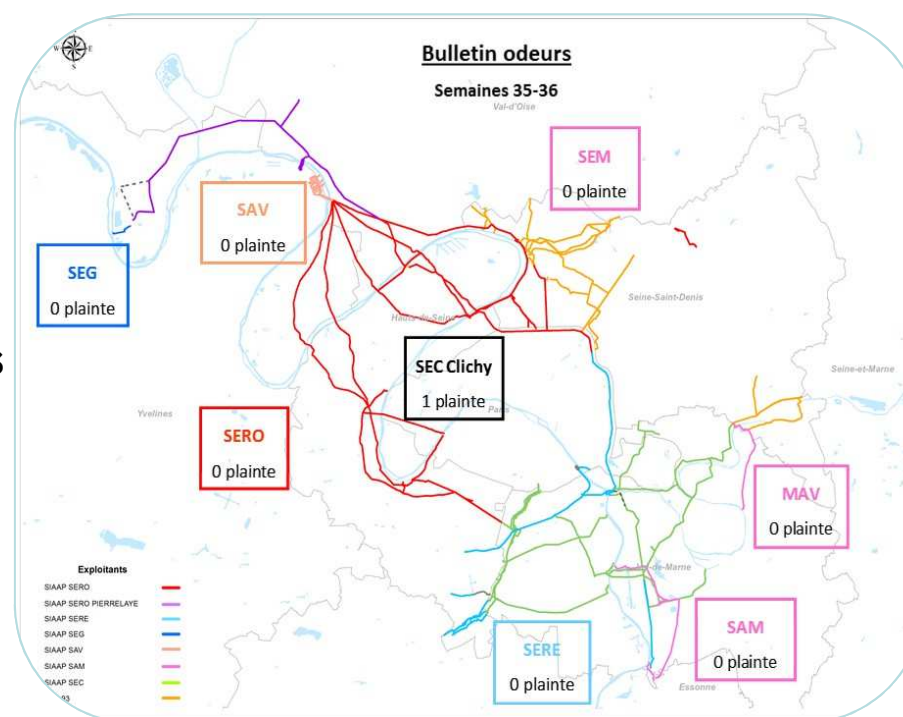 Bulletin odeurs
Semaines 35-36
W
E
S
Val-d'Oise
SEM
0 plainte
SAV
0 plainte
SEG
0 plainte
Seine-Saint-Denis
Hauts-de-Seine
SEC Clichy
1 plainte
Paris
Seine-et-Marne
Yvelines
SERO
0 plainte
MAV
0 plainte
de-Marne
SAM
0 plainte
SERE
0 plainte
Essonne
Exploitants
SIAAP SERO
SIAAP SERO PIERRELAYE
SIAAP SERE
SIAAP SEG
SIAAP SAV
SIAAP SAM
SIAAP SEC
93
s